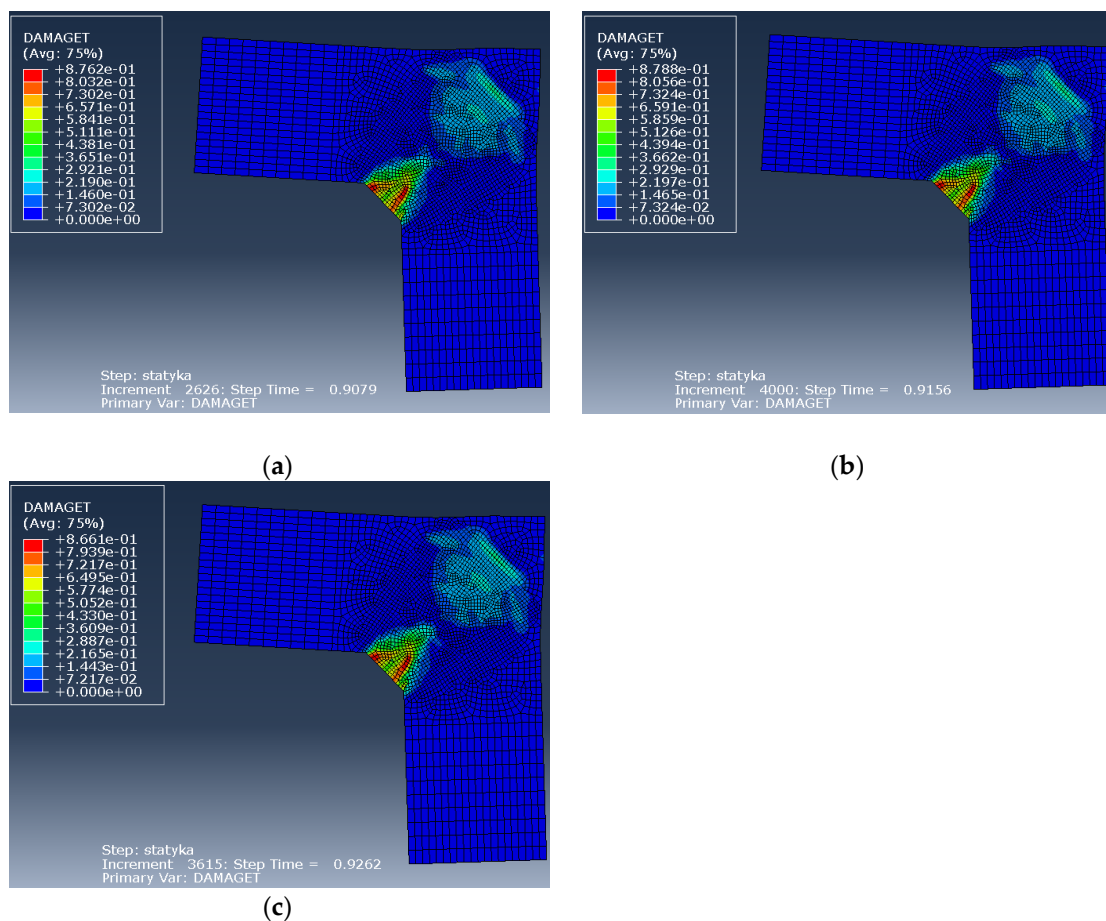 DAMAGET
(Avg: 75%)
+8.762e-01
+8.032e-01
+7.302e-01
+6.571e-01
+5.841e-01
+5.111e-01
+4.381e-01
+3.651e-01
+2.921e-01
+2.190e-01
+1.460e-01
+7.302e-02
+0.000e+00
Step: statyka
Increment 2626: Step Time = 0.9079
Primary Var: DAMAGET
(a)
DAMAGET
(Avg: 75%)
+8.788e-01
+8.056e-01
+7.324e-01
+6.591e-01
+5.859e-01
+5.126e-01
+4.394e-01
+3.662e-01
+2.929e-01
+2.197e-01
+1.465e-01
+7.324e-02
+0.000e+00
Step: statyka
Increment 4000: Step Time = 0.9156
Primary Var: DAMAGET
(b)
DAMAGET
(Avg: 75%)
+8.661e-01
+7.939e-01
+7.217e-01
+6.495e-01
+5.774e-01
+5.052e-01
+4.330e-01
+3.609e-01
+2.887e-01
+2.165e-01
+1.443e-01
+7.217e-02
+0.000e+00
Step: statyka
Increment 3615: Step Time = 0.9262
Primary Var: DAMAGET
(c)